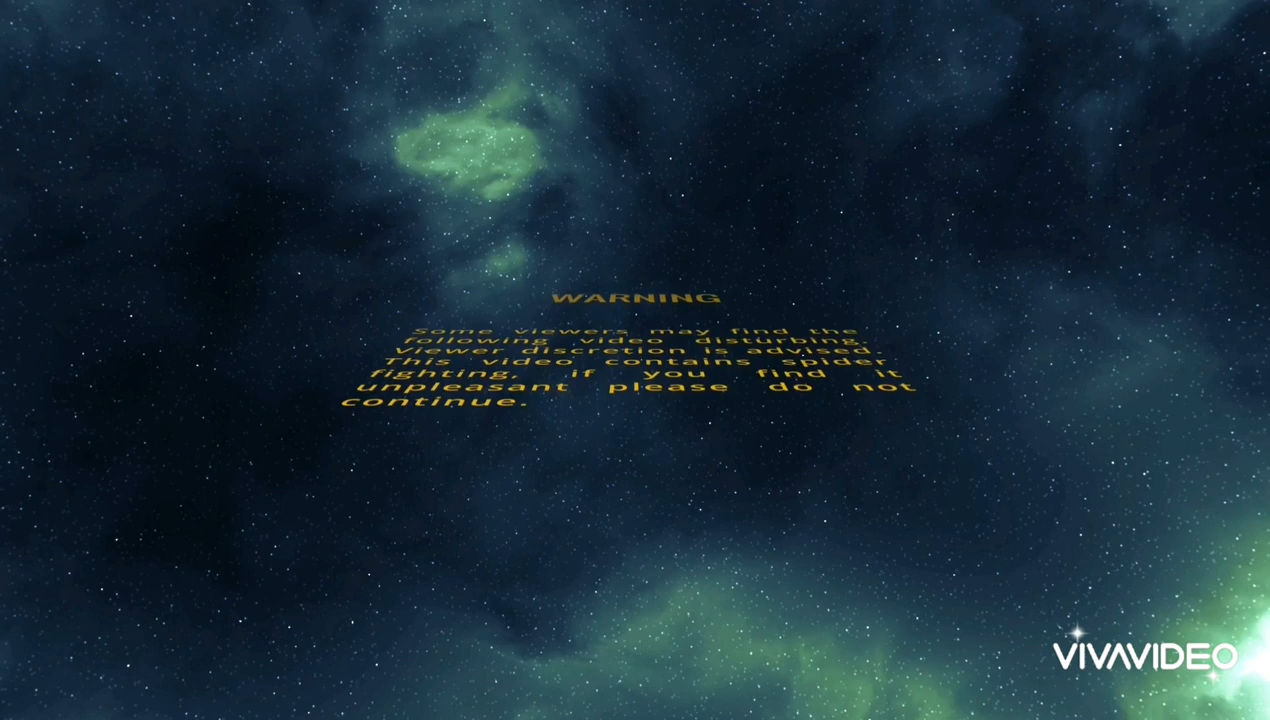 WARNING
Some viewers may find the
following video disturbing.
Viewer discretion is advised.
This video contains spider
fighting, if you find it
unpleasant please do not
continue.
VIVAVIDEO